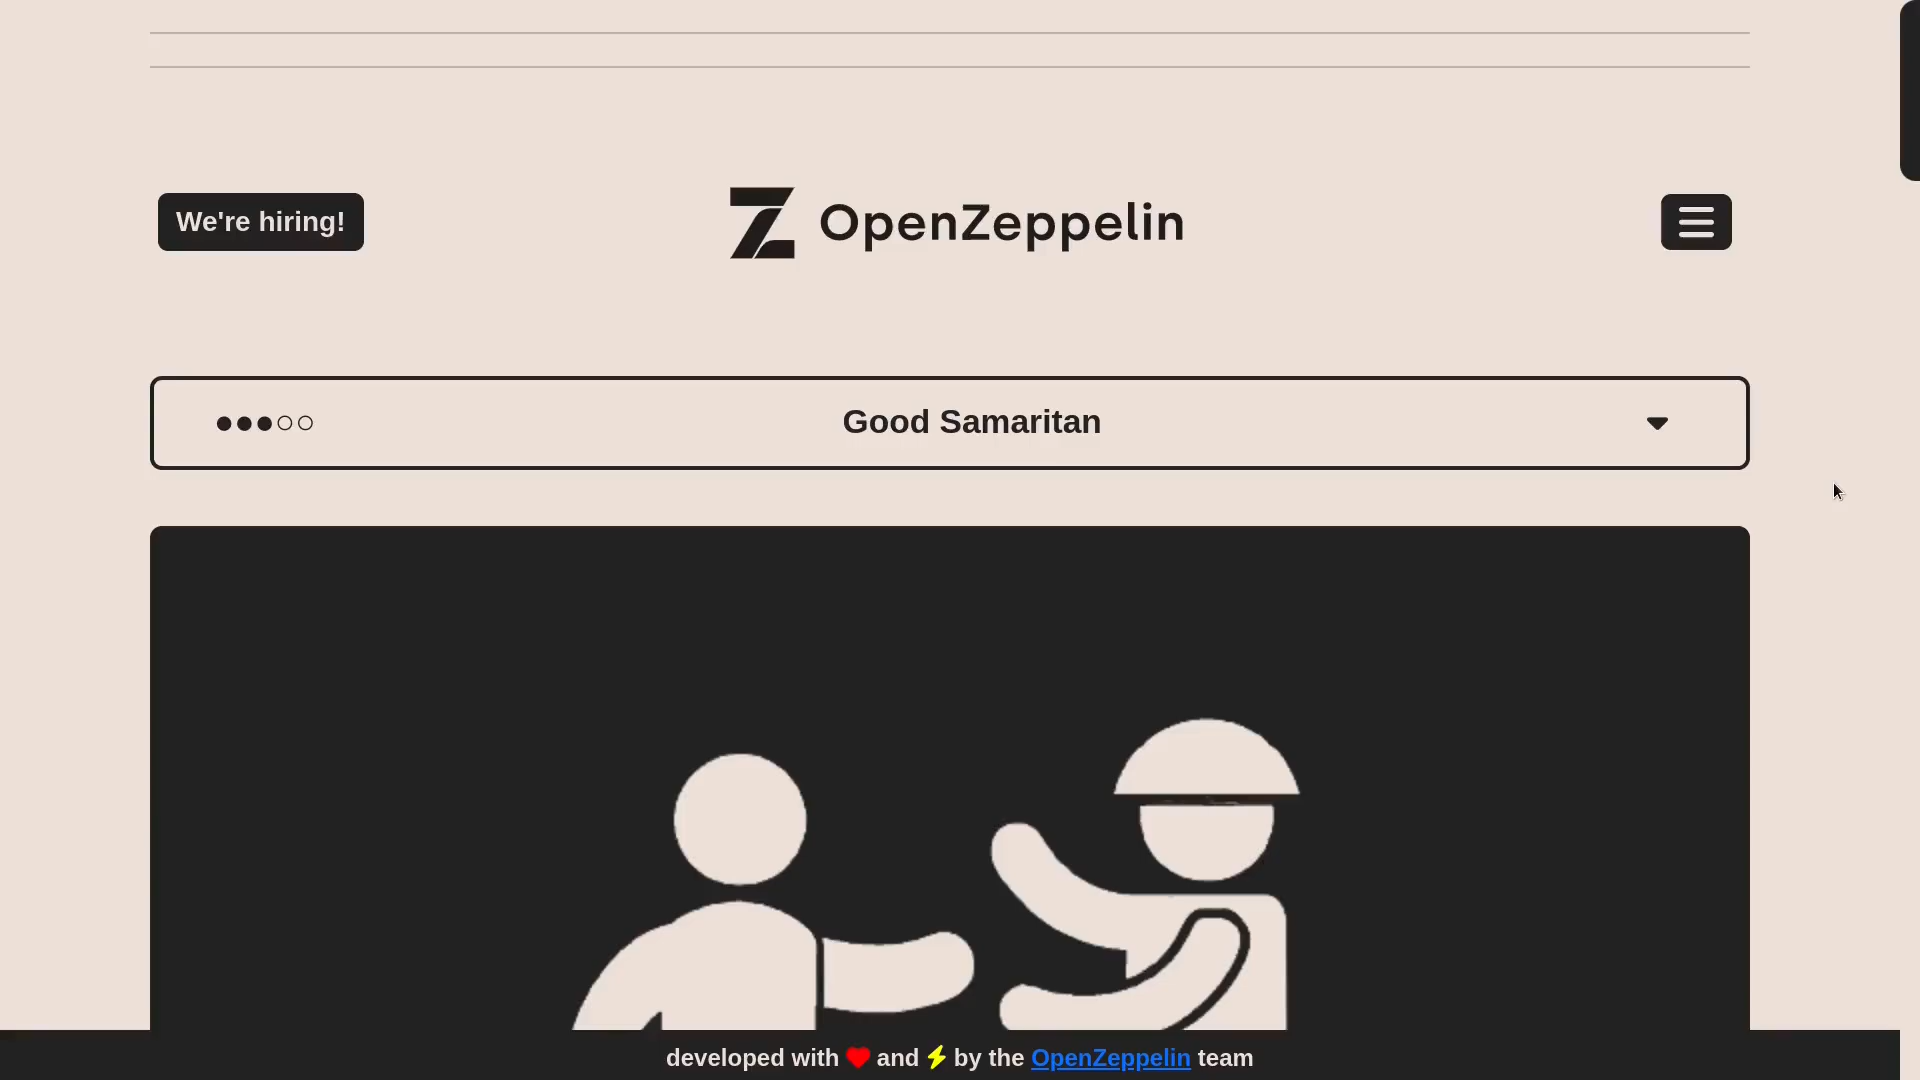 We're hiring!
OpenZeppelin
Good Samaritan
developed with ❤ and ⚡ by the OpenZeppelin team